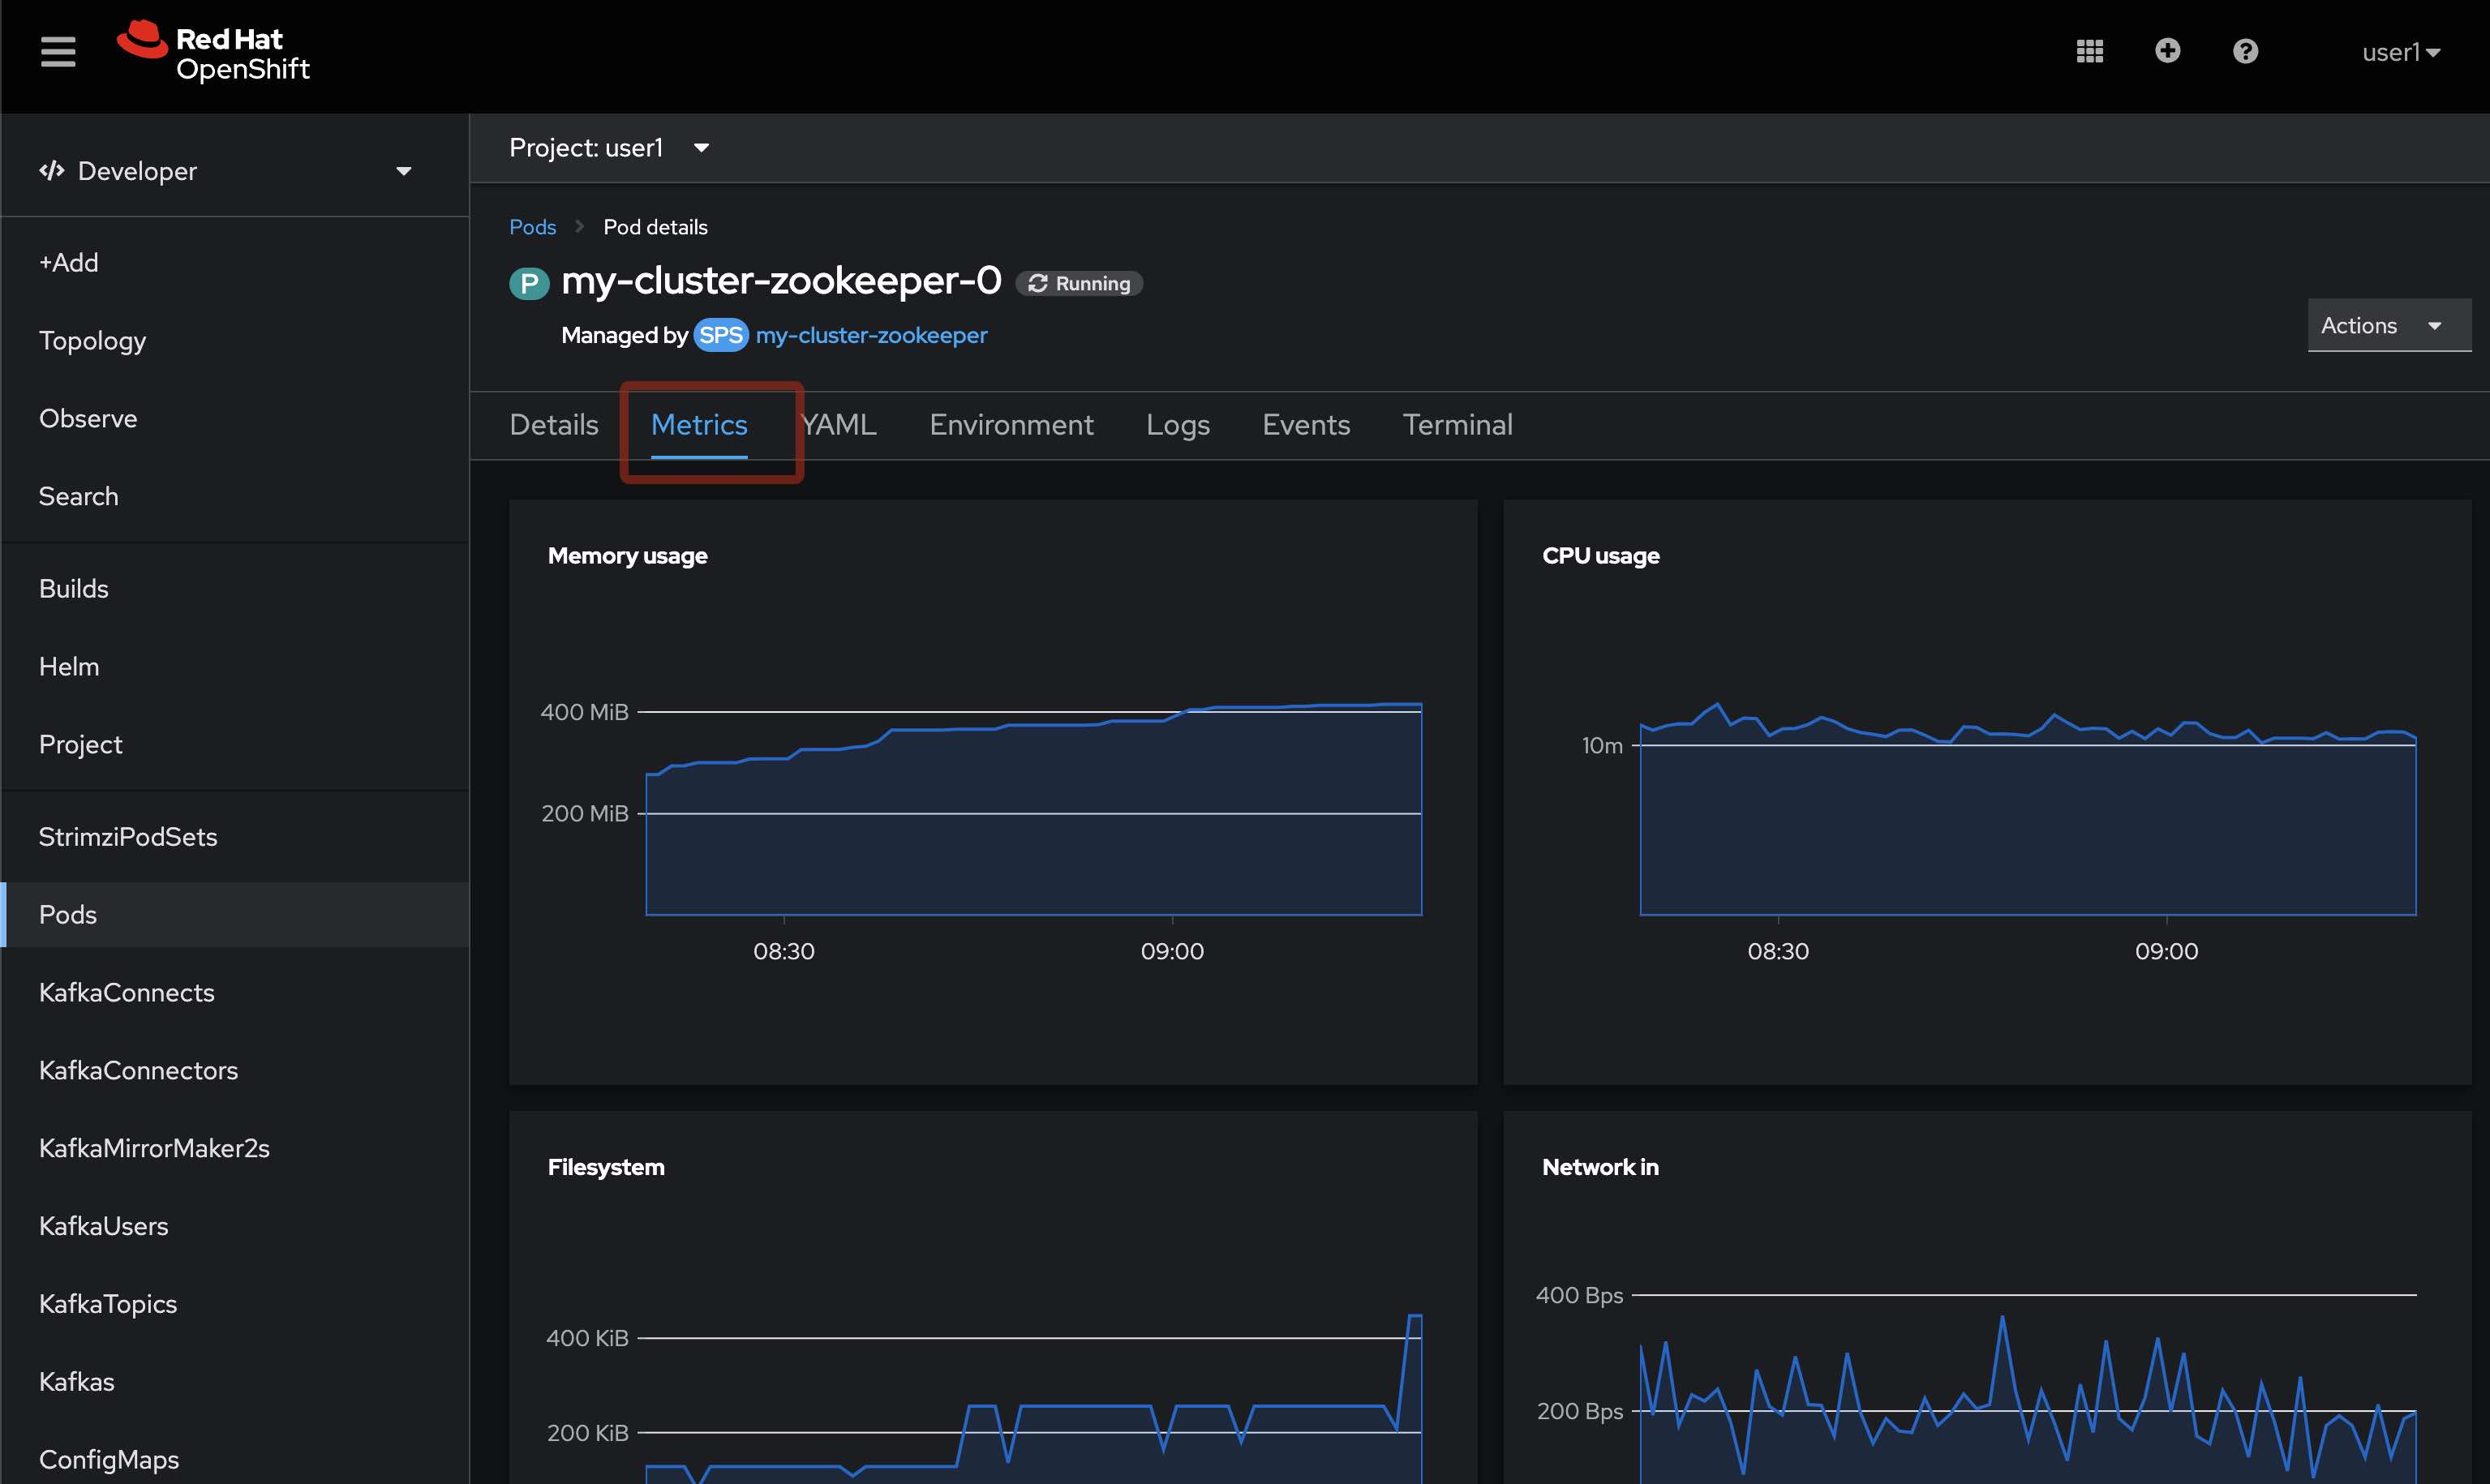 Red Hat
OpenShift
user1
Developer
+Add
Topology
Observe
Search
Builds
Helm
Project
StrimziPodSets
Pods
KafkaConnects
KafkaConnectors
KafkaMirrorMaker2s
KafkaUsers
KafkaTopics
Kafkas
ConfigMaps
Project: user1
Pods Pod details
P my-cluster-zookeeper-0 Running
Managed by SPS my-cluster-zookeeper
Actions
Details Metrics YAML Environment Logs Events Terminal
Memory usage
400 MiB
200 MiB
08:30 09:00
CPU usage
10m
08:30 09:00
Filesystem
400 KiB
200 KiB
Network in
400 Bps
200 Bps